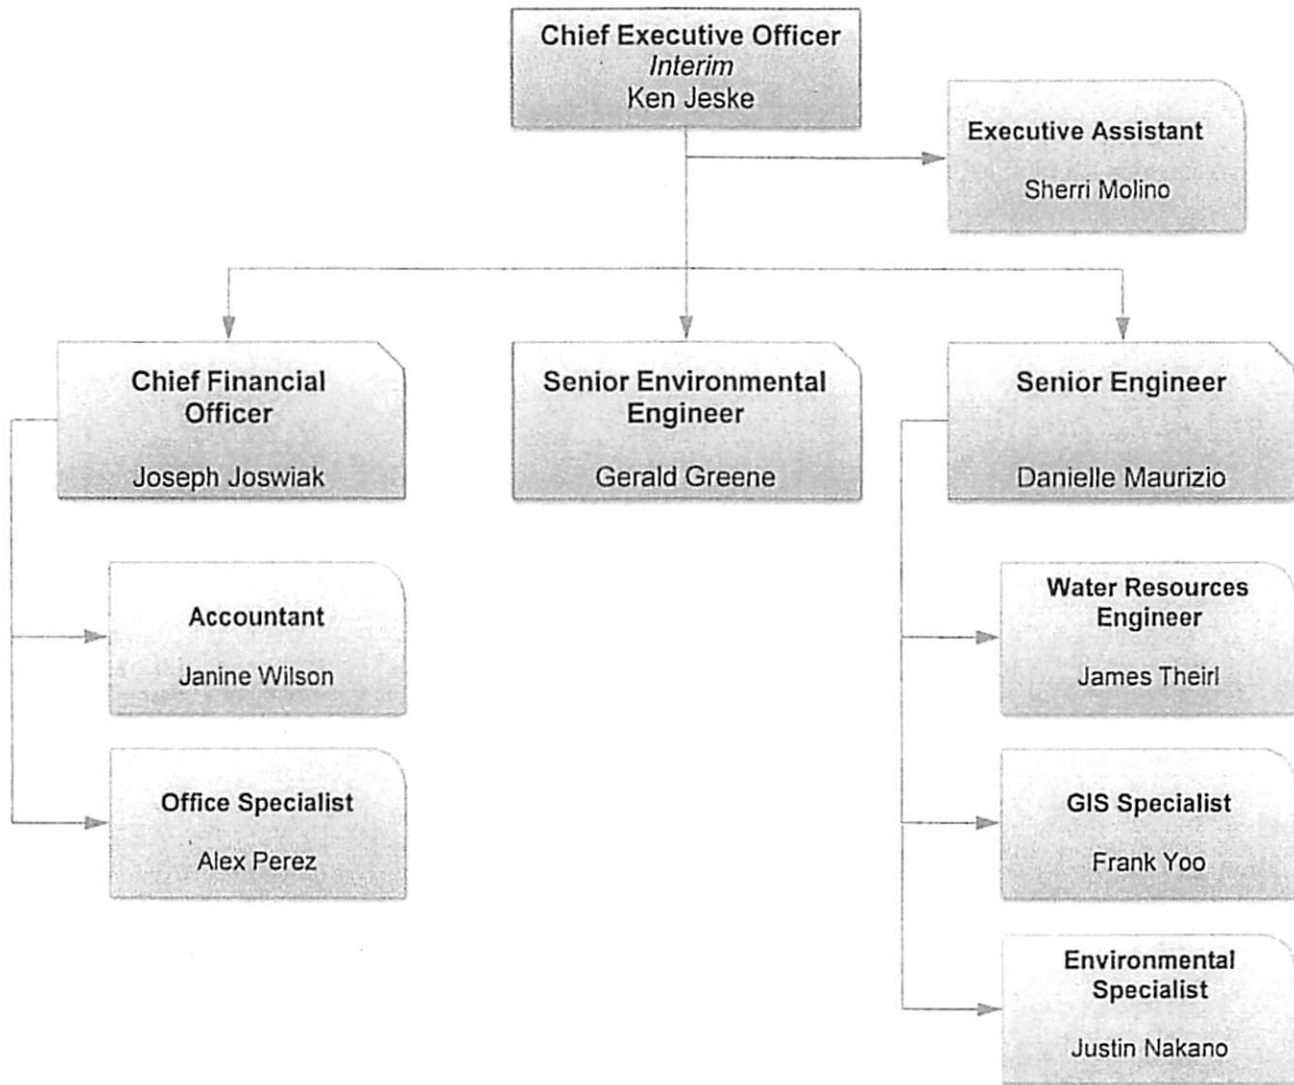 Chief Executive Officer
Interim
Ken Jeske
Executive Assistant
Sherri Molino
Chief Financial
Officer
Joseph Joswiak
Senior Environmental
Engineer
Gerald Greene
Senior Engineer
Danielle Maurizio
Accountant
Janine Wilson
Office Specialist
Alex Perez
Water Resources
Engineer
James Theirl
GIS Specialist
Frank Yoo
Environmental
Specialist
Justin Nakano